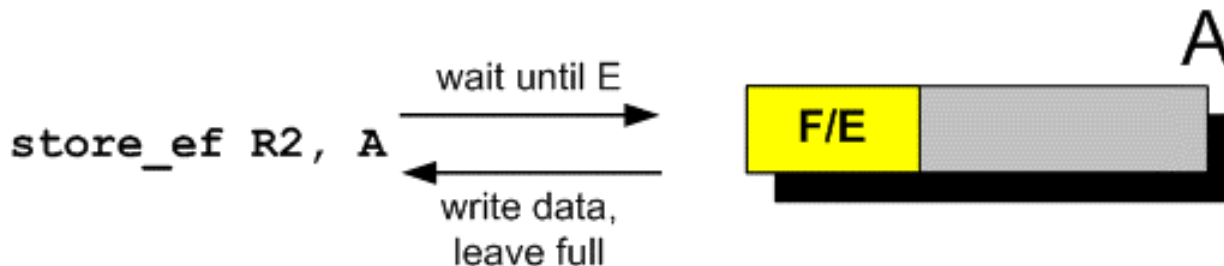 A
wait until E
store_ef R2, A
F/E
write data,
leave full